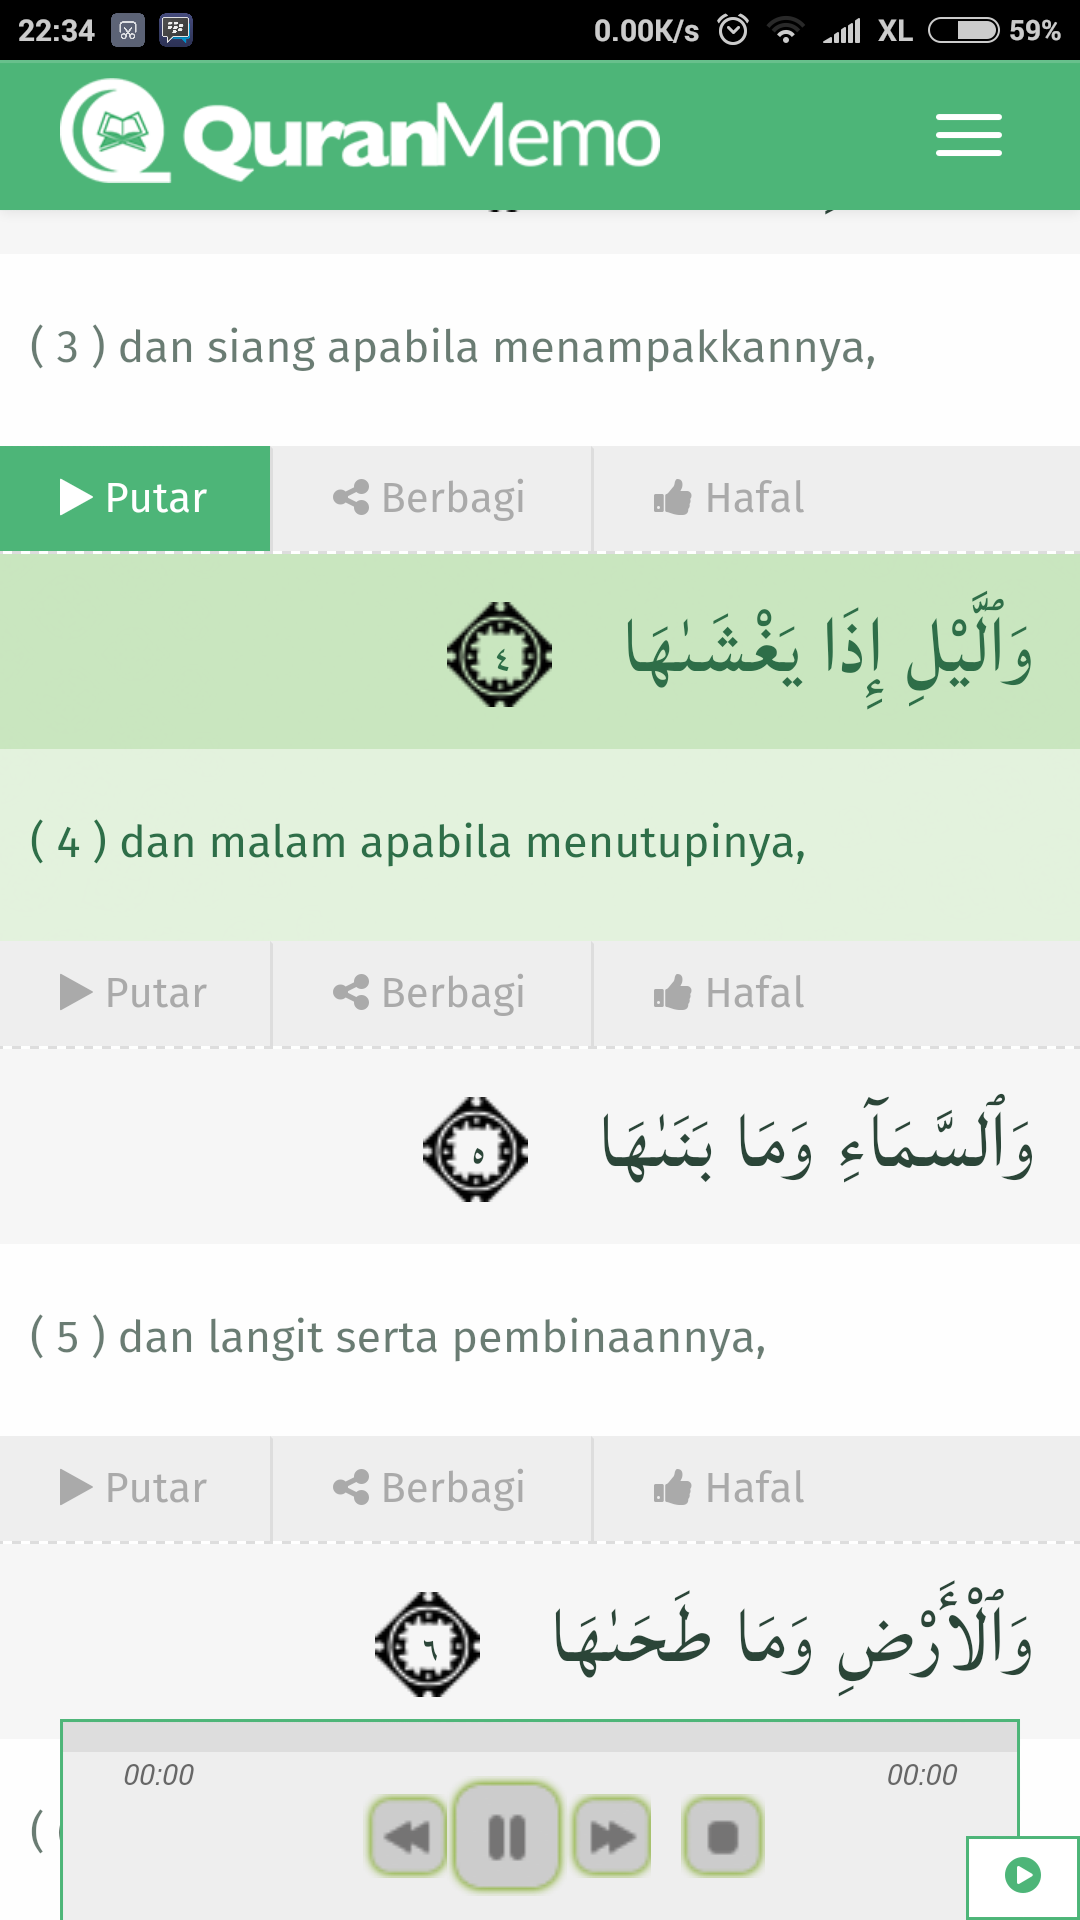 22:34
0.00K/s XL 59%
QuranMemo
( 3 ) dan siang apabila menampakkannya,
Putar Berbagi Hafal
وَٱلَّيْلِ إِذَا يَغْشَىٰهَا ٤
( 4 ) dan malam apabila menutupinya,
Putar Berbagi Hafal
وَٱلسَّمَآءِ وَمَا بَنَىٰهَا ٥
( 5 ) dan langit serta pembinaannya,
Putar Berbagi Hafal
وَٱلْأَرْضِ وَمَا طَحَىٰهَا ٦
(
00:00 00:00